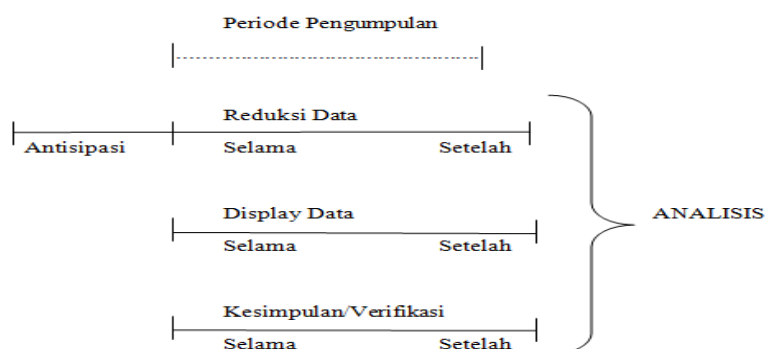 Periode Pengumpulan
Reduksi Data
Antisipasi Selama Setelah
Display Data
ANALISIS
Selama Setelah
Kesimpulan/Verifikasi
Selama Setelah